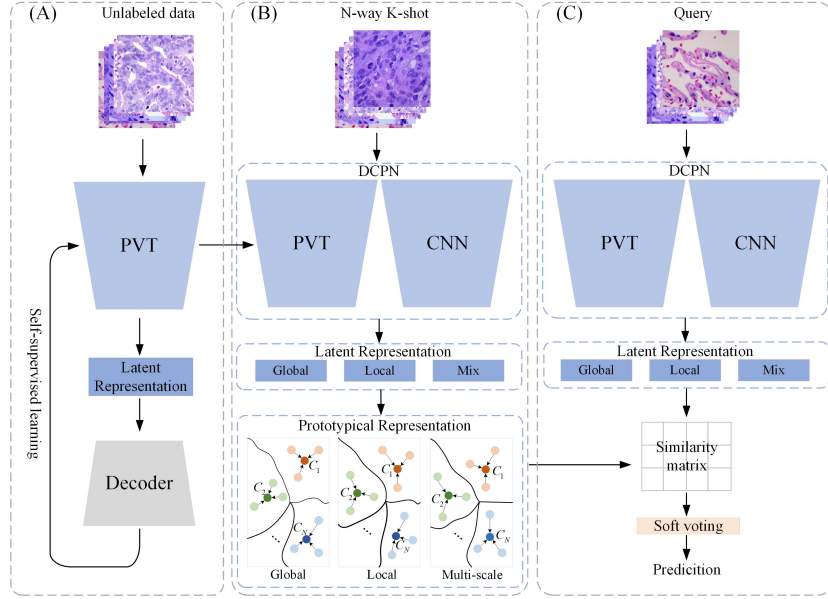 (A)
Unlabeled data
PVT
Self-supervised learning
Latent
Representation
Decoder
(B)
N-way K-shot
DCPN
PVT
CNN
Latent Representation
Global
Local
Mix
Prototypical Representation
C1
C2
CN
...
Global
C1
C2
CN
...
Local
C1
C2
CN
...
Multi-scale
(C)
Query
DCPN
PVT
CNN
Latent Representation
Global
Local
Mix
Similarity
matrix
Soft voting
Predicition